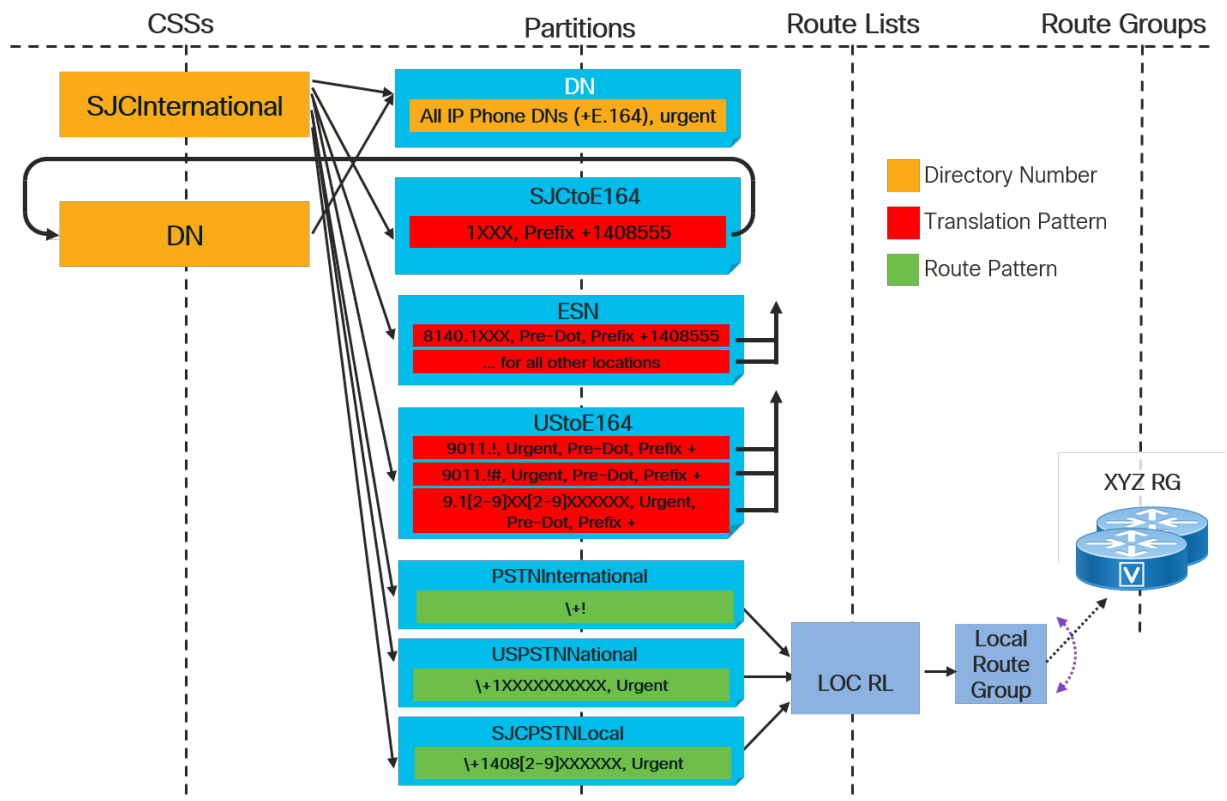 CSSs
Partitions
Route Lists
Route Groups
SJCInternational
DN
All IP Phone DNs (+E.164), urgent
DN
SJCtoE164
1XXX, Prefix +1408555
Directory Number
Translation Pattern
Route Pattern
ESN
8140.1XXX, Pre-Dot, Prefix +1408555
... for all other locations
UStoE164
9011.!, Urgent, Pre-Dot, Prefix +
9011.!#, Urgent, Pre-Dot, Prefix +
9.1[2-9]XX[2-9]XXXXXX, Urgent,
Pre-Dot, Prefix +
XYZ RG
V
PSTNInternational
\+!
USPSTNNational
\+1XXXXXXXXXX, Urgent
SJCPSTNLocal
\+1408[2-9]XXXXXX, Urgent
LOC RL
Local
Route
Group